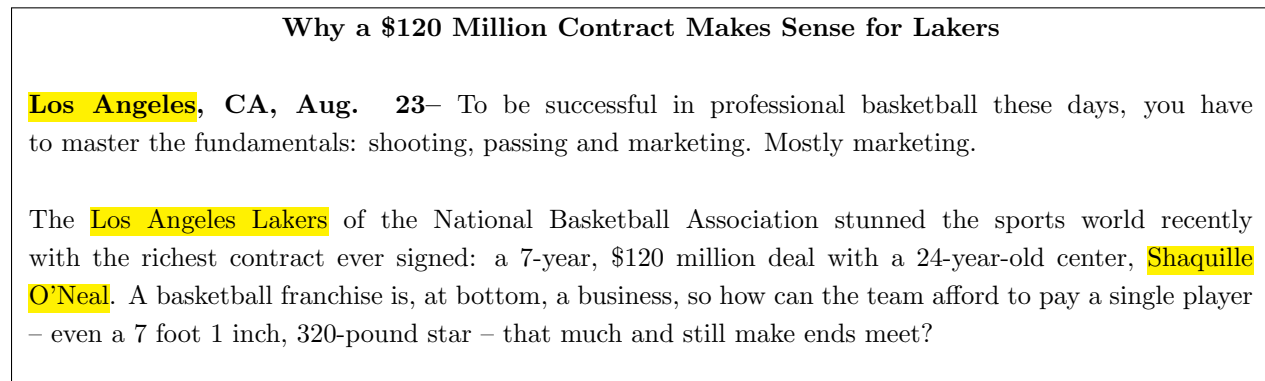 Why a $120 Million Contract Makes Sense for Lakers
Los Angeles, CA, Aug. 23– To be successful in professional basketball these days, you have
to master the fundamentals: shooting, passing and marketing. Mostly marketing.
The Los Angeles Lakers of the National Basketball Association stunned the sports world recently
with the richest contract ever signed: a 7-year, $120 million deal with a 24-year-old center, Shaquille
O'Neal. A basketball franchise is, at bottom, a business, so how can the team afford to pay a single player
– even a 7 foot 1 inch, 320-pound star – that much and still make ends meet?